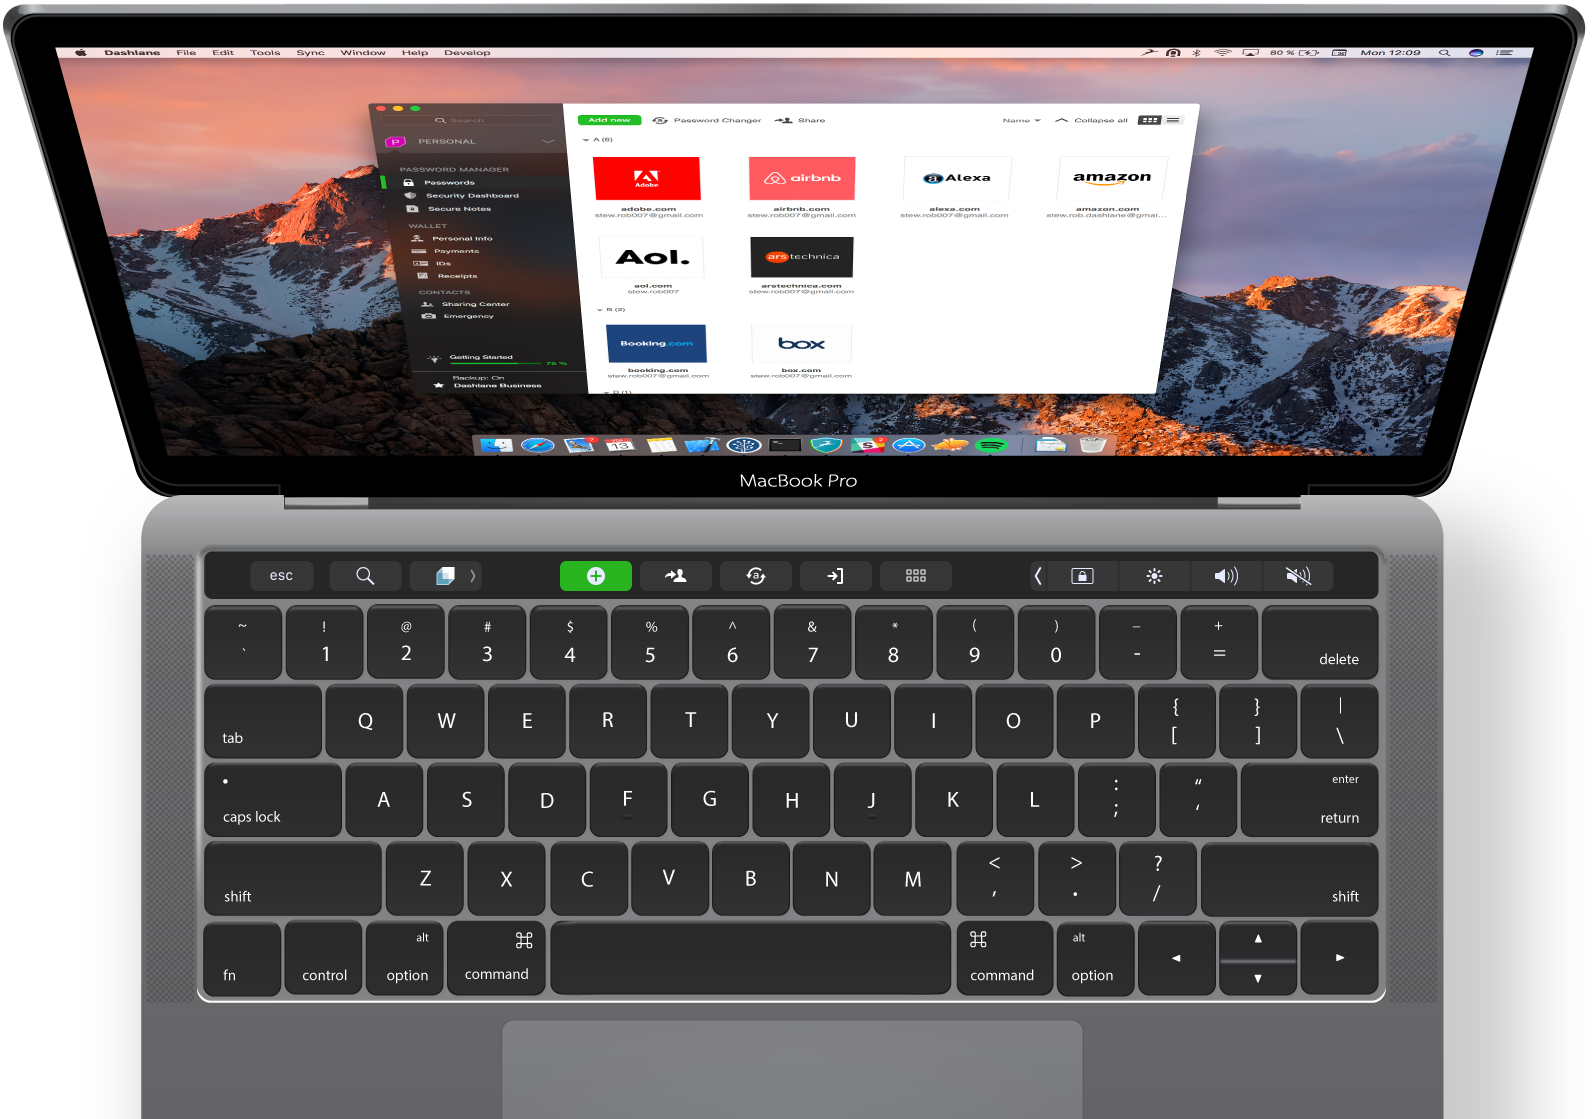 Dashlane File Edit Tools Sync Window Help Develop
80 % Mon 12:09
Search
PERSONAL
PASSWORD MANAGER
Passwords
Security Dashboard
Secure Notes
WALLET
Personal Info
Payments
IDs
Receipts
CONTACTS
Sharing Center
Emergency
Getting Started
75 %
Backup: On
Dashlane Business
Add new Password Changer Share Name Collapse all
A (6)
Adobe airbnb Alexa amazon
adobe.com airbnb.com alexa.com amazon.com
stew.rob007@gmail.com stew.rob007@gmail.com stew.rob007@gmail.com stew.rob.dashlane@gmai...
Aol. ars technica
aol.com arstechnica.com
stew.rob007 stew.rob007@gmail.com
B (2)
Booking.com box
booking.com box.com
stew.rob007@gmail.com stew.rob007@gmail.com
D (1)
13
MacBook Pro
esc
~ ! @ # $ % ^ & * ( ) – +
` 1 2 3 4 5 6 7 8 9 0 - = delete
{ } |
tab Q W E R T Y U I O P [ ] \
: “ enter
caps lock A S D F G H J K L ; ‘ return
< > ?
shift Z X C V B N M , . / shift
alt ⌘ ⌘ alt
fn control option command command option